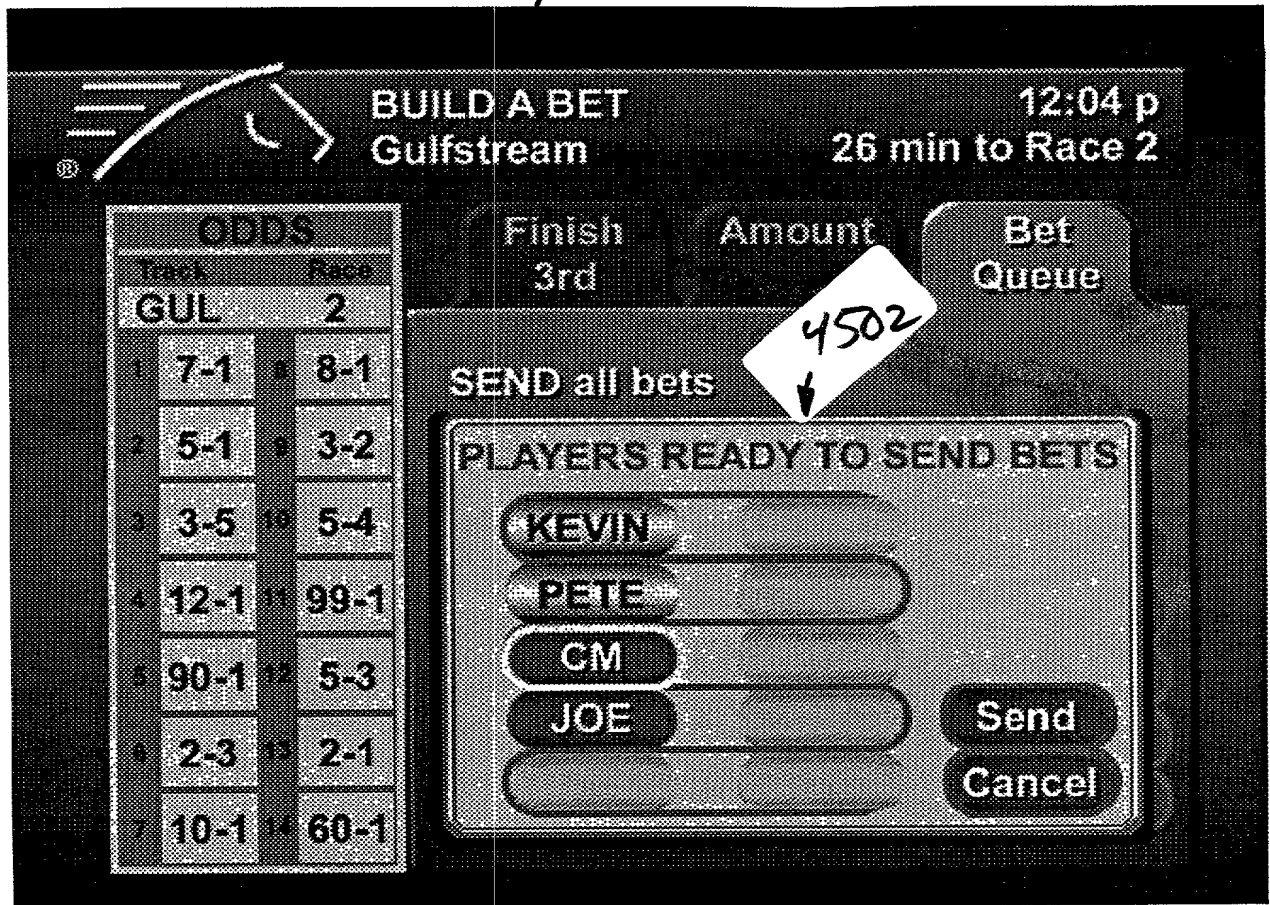 BUILD A BET
Gulfstream
12:04 p
26 min to Race 2
®
ODDS
Track Race
GUL 2
1 7-1 8 8-1
2 5-1 9 3-2
3 3-5 10 5-4
4 12-1 11 99-1
5 90-1 12 5-3
6 2-3 13 2-1
7 10-1 14 60-1
Finish
3rd
Amount
Bet
Queue
4502
SEND all bets
PLAYERS READY TO SEND BETS
KEVIN
PETE
CM
JOE
Send
Cancel